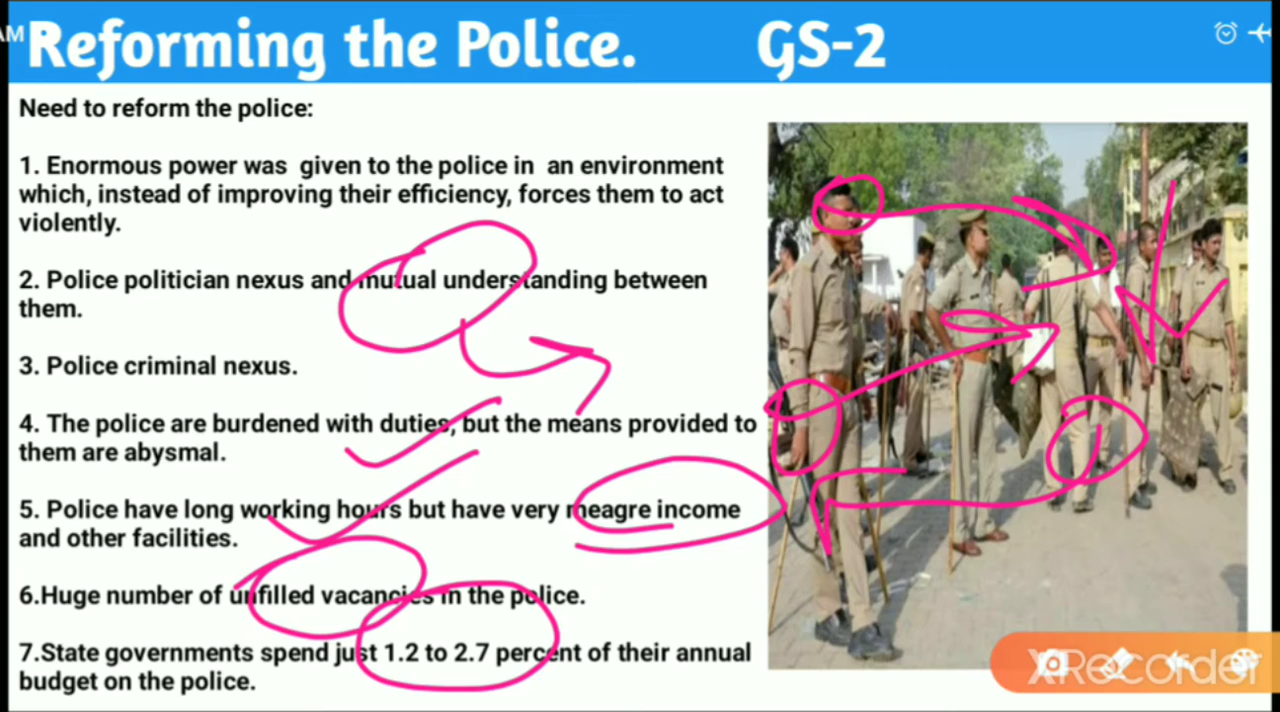 AM
Reforming the Police. GS-2
Need to reform the police:
1. Enormous power was given to the police in an environment
which, instead of improving their efficiency, forces them to act
violently.
2. Police politician nexus and mutual understanding between
them.
3. Police criminal nexus.
4. The police are burdened with duties, but the means provided to
them are abysmal.
5. Police have long working hours but have very meagre income
and other facilities.
6.Huge number of unfilled vacancies in the police.
7.State governments spend just 1.2 to 2.7 percent of their annual
budget on the police.
XRecorder